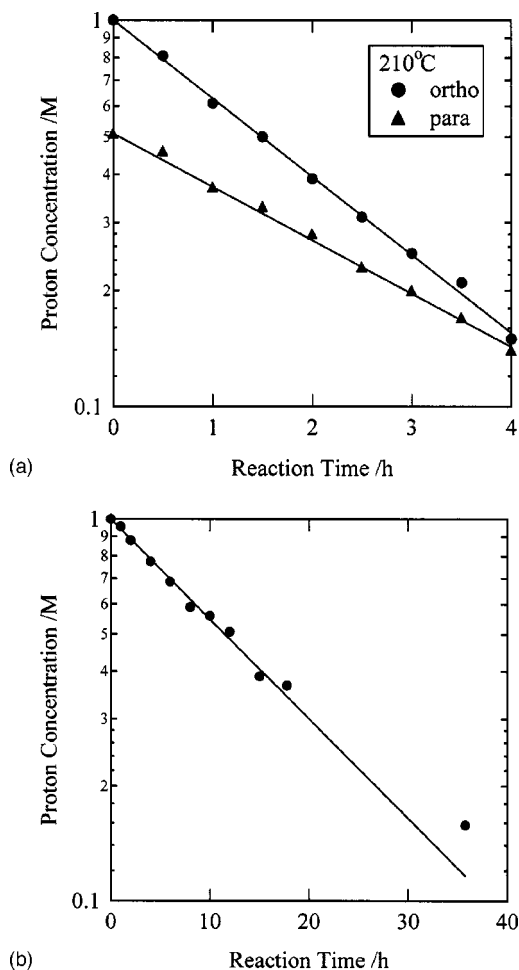 1
9
8
7
6
5
4
3
2
0.1
Proton Concentration /M
210°C
ortho
para
0 1 2 3 4
(a)
Reaction Time /h
1
9
8
7
6
5
4
3
2
0.1
Proton Concentration /M
0 10 20 30 40
(b)
Reaction Time /h